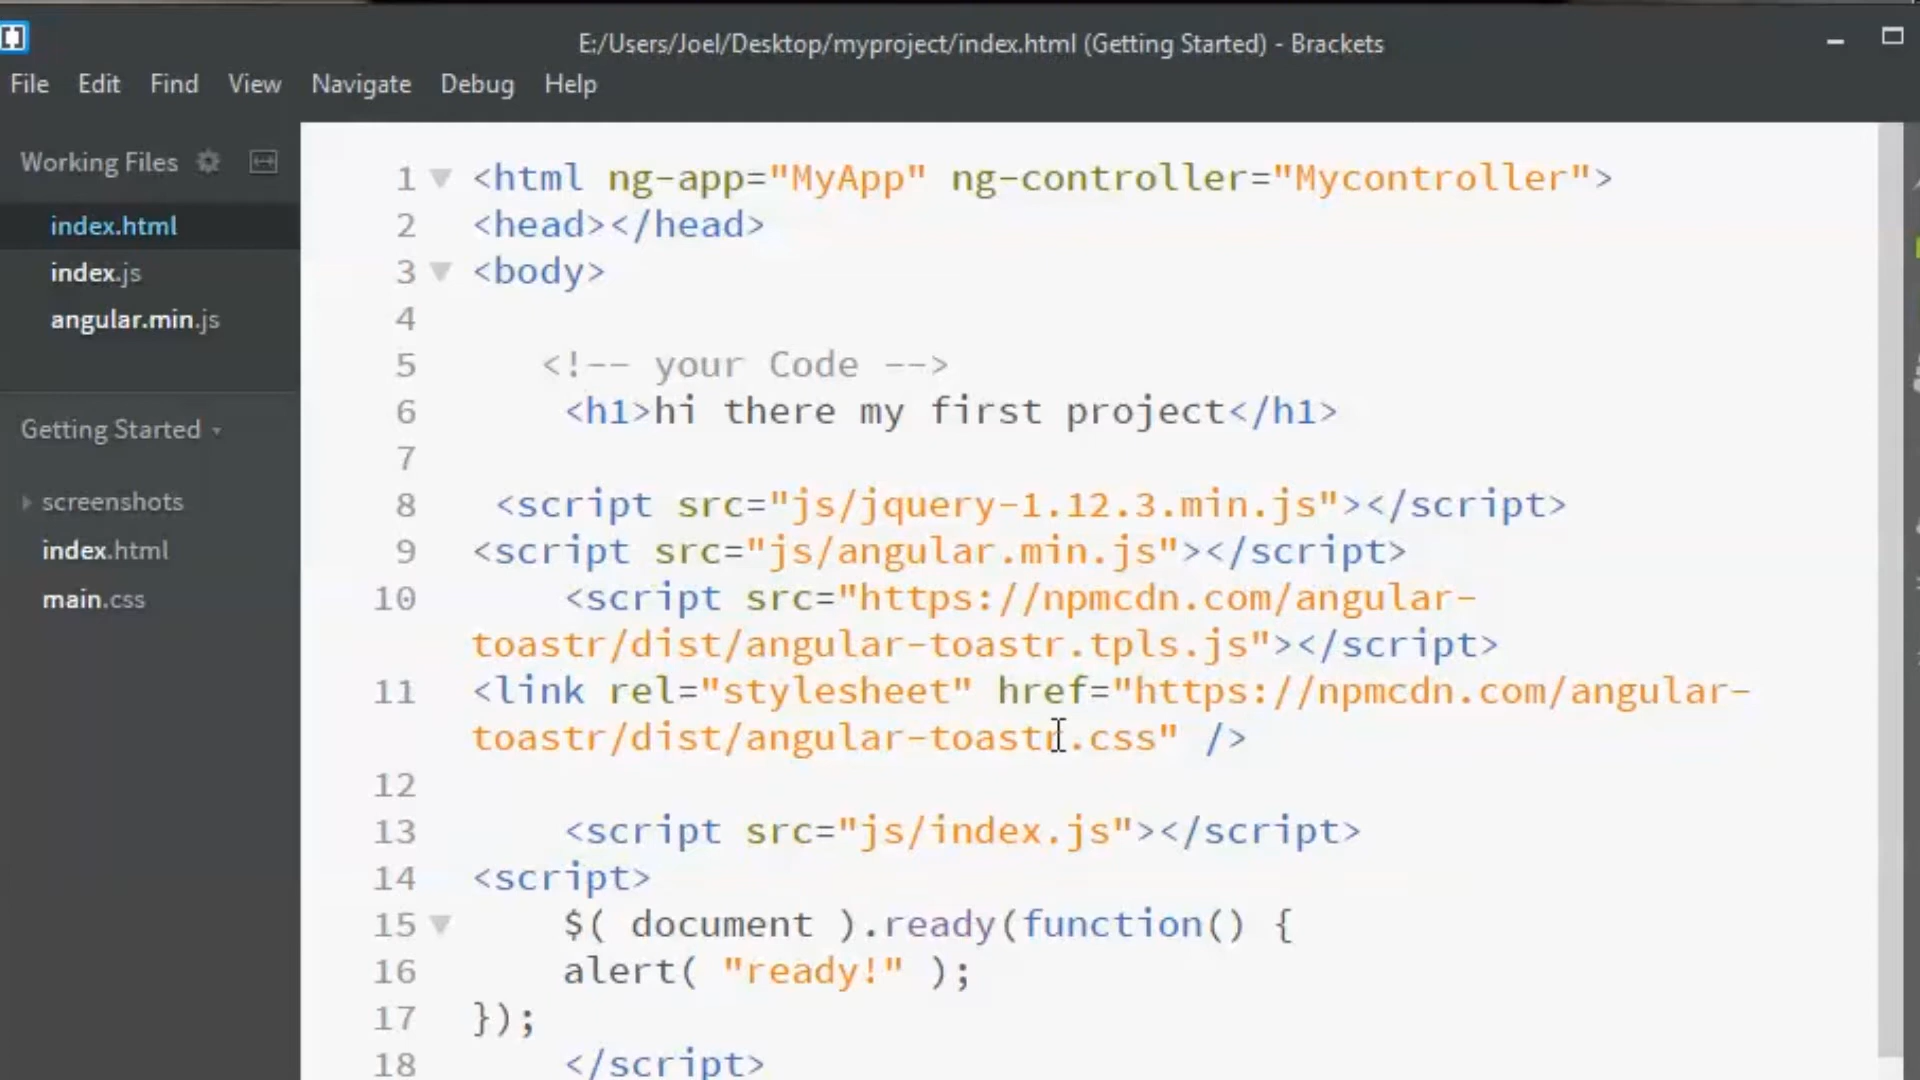 E:/Users/Joel/Desktop/myproject/index.html (Getting Started) - Brackets
File Edit Find View Navigate Debug Help
Working Files
index.html
index.js
angular.min.js
Getting Started
screenshots
index.html
main.css
1 <html ng-app="MyApp" ng-controller="Mycontroller">
2 <head></head>
3 <body>
4
5 <!-- your Code -->
6 <h1>hi there my first project</h1>
7
8 <script src="js/jquery-1.12.3.min.js"></script>
9 <script src="js/angular.min.js"></script>
10 <script src="https://npmcdn.com/angular-
toastr/dist/angular-toastr.tpls.js"></script>
11 <link rel="stylesheet" href="https://npmcdn.com/angular-
toastr/dist/angular-toastr.css" />
12
13 <script src="js/index.js"></script>
14 <script>
15 $( document ).ready(function() {
16 alert( "ready!" );
17 });
18 </script>